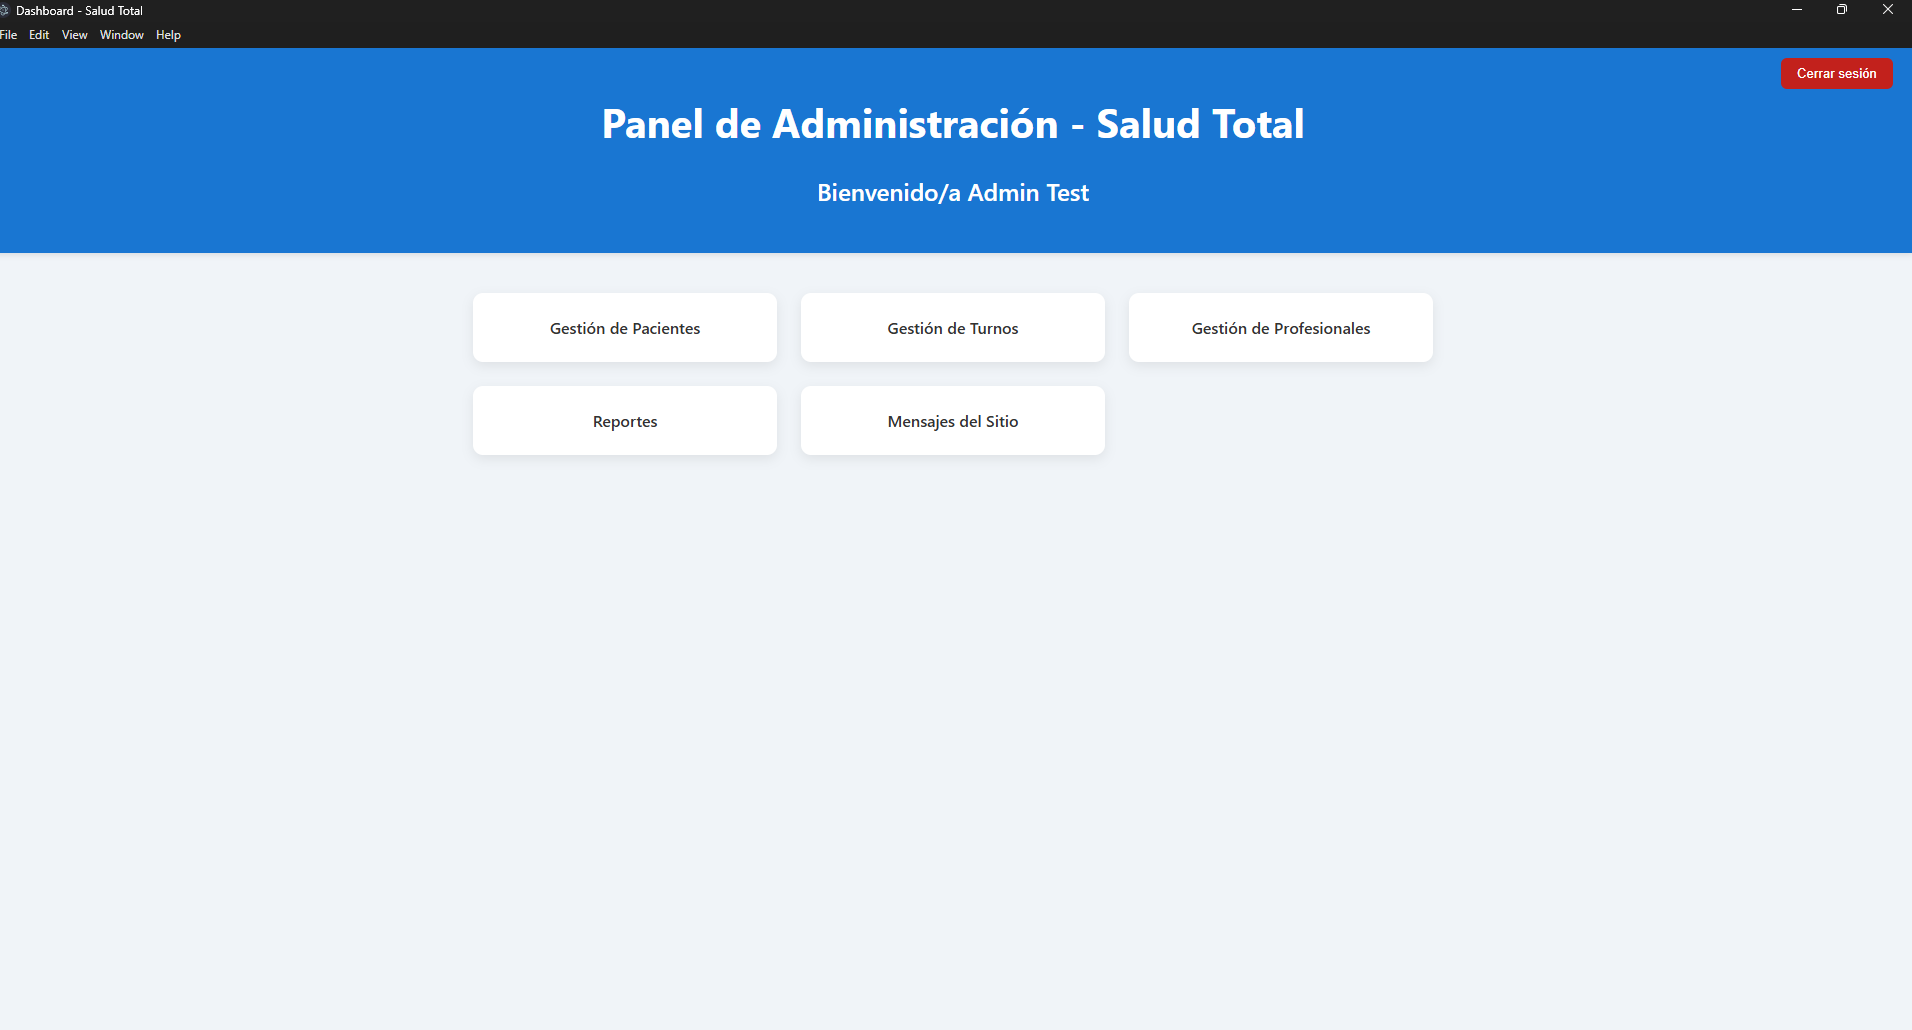 Dashboard - Salud Total
File Edit View Window Help
Cerrar sesión
Panel de Administración - Salud Total
Bienvenido/a Admin Test
Gestión de Pacientes
Gestión de Turnos
Gestión de Profesionales
Reportes
Mensajes del Sitio